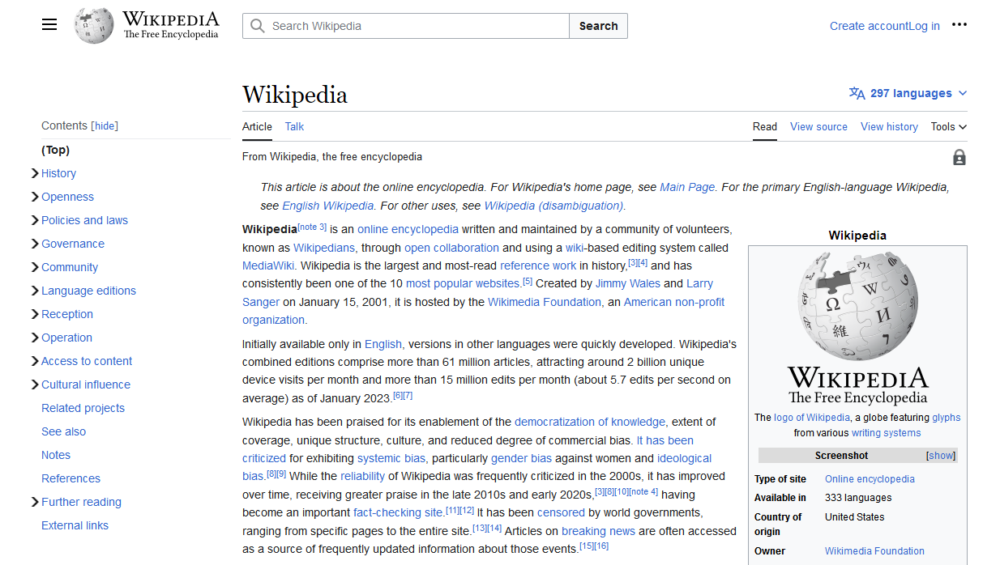 WIKIPEDIA
The Free Encyclopedia
Search Wikipedia
Search
Create account Log in
Wikipedia
297 languages
Contents [hide]
(Top)
History
Openness
Policies and laws
Governance
Community
Language editions
Reception
Operation
Access to content
Cultural influence
Related projects
See also
Notes
References
Further reading
External links
Article Talk
Read View source View history Tools
From Wikipedia, the free encyclopedia
This article is about the online encyclopedia. For Wikipedia's home page, see Main Page. For the primary English-language Wikipedia,
see English Wikipedia. For other uses, see Wikipedia (disambiguation).
Wikipedia[note 3] is an online encyclopedia written and maintained by a community of volunteers,
known as Wikipedians, through open collaboration and using a wiki-based editing system called
MediaWiki. Wikipedia is the largest and most-read reference work in history,[3][4] and has
consistently been one of the 10 most popular websites.[5] Created by Jimmy Wales and Larry
Sanger on January 15, 2001, it is hosted by the Wikimedia Foundation, an American non-profit
organization.
Initially available only in English, versions in other languages were quickly developed. Wikipedia's
combined editions comprise more than 61 million articles, attracting around 2 billion unique
device visits per month and more than 15 million edits per month (about 5.7 edits per second on
average) as of January 2023.[6][7]
Wikipedia has been praised for its enablement of the democratization of knowledge, extent of
coverage, unique structure, culture, and reduced degree of commercial bias. It has been
criticized for exhibiting systemic bias, particularly gender bias against women and ideological
bias.[8][9] While the reliability of Wikipedia was frequently criticized in the 2000s, it has improved
over time, receiving greater praise in the late 2010s and early 2020s,[3][8][10][note 4] having
become an important fact-checking site.[11][12] It has been censored by world governments,
ranging from specific pages to the entire site.[13][14] Articles on breaking news are often accessed
as a source of frequently updated information about those events.[15][16]
Wikipedia
Ω W И 維
WIKIPEDIA
The Free Encyclopedia
The logo of Wikipedia, a globe featuring glyphs
from various writing systems
Screenshot [show]
Type of site Online encyclopedia
Available in 333 languages
Country of origin United States
Owner Wikimedia Foundation